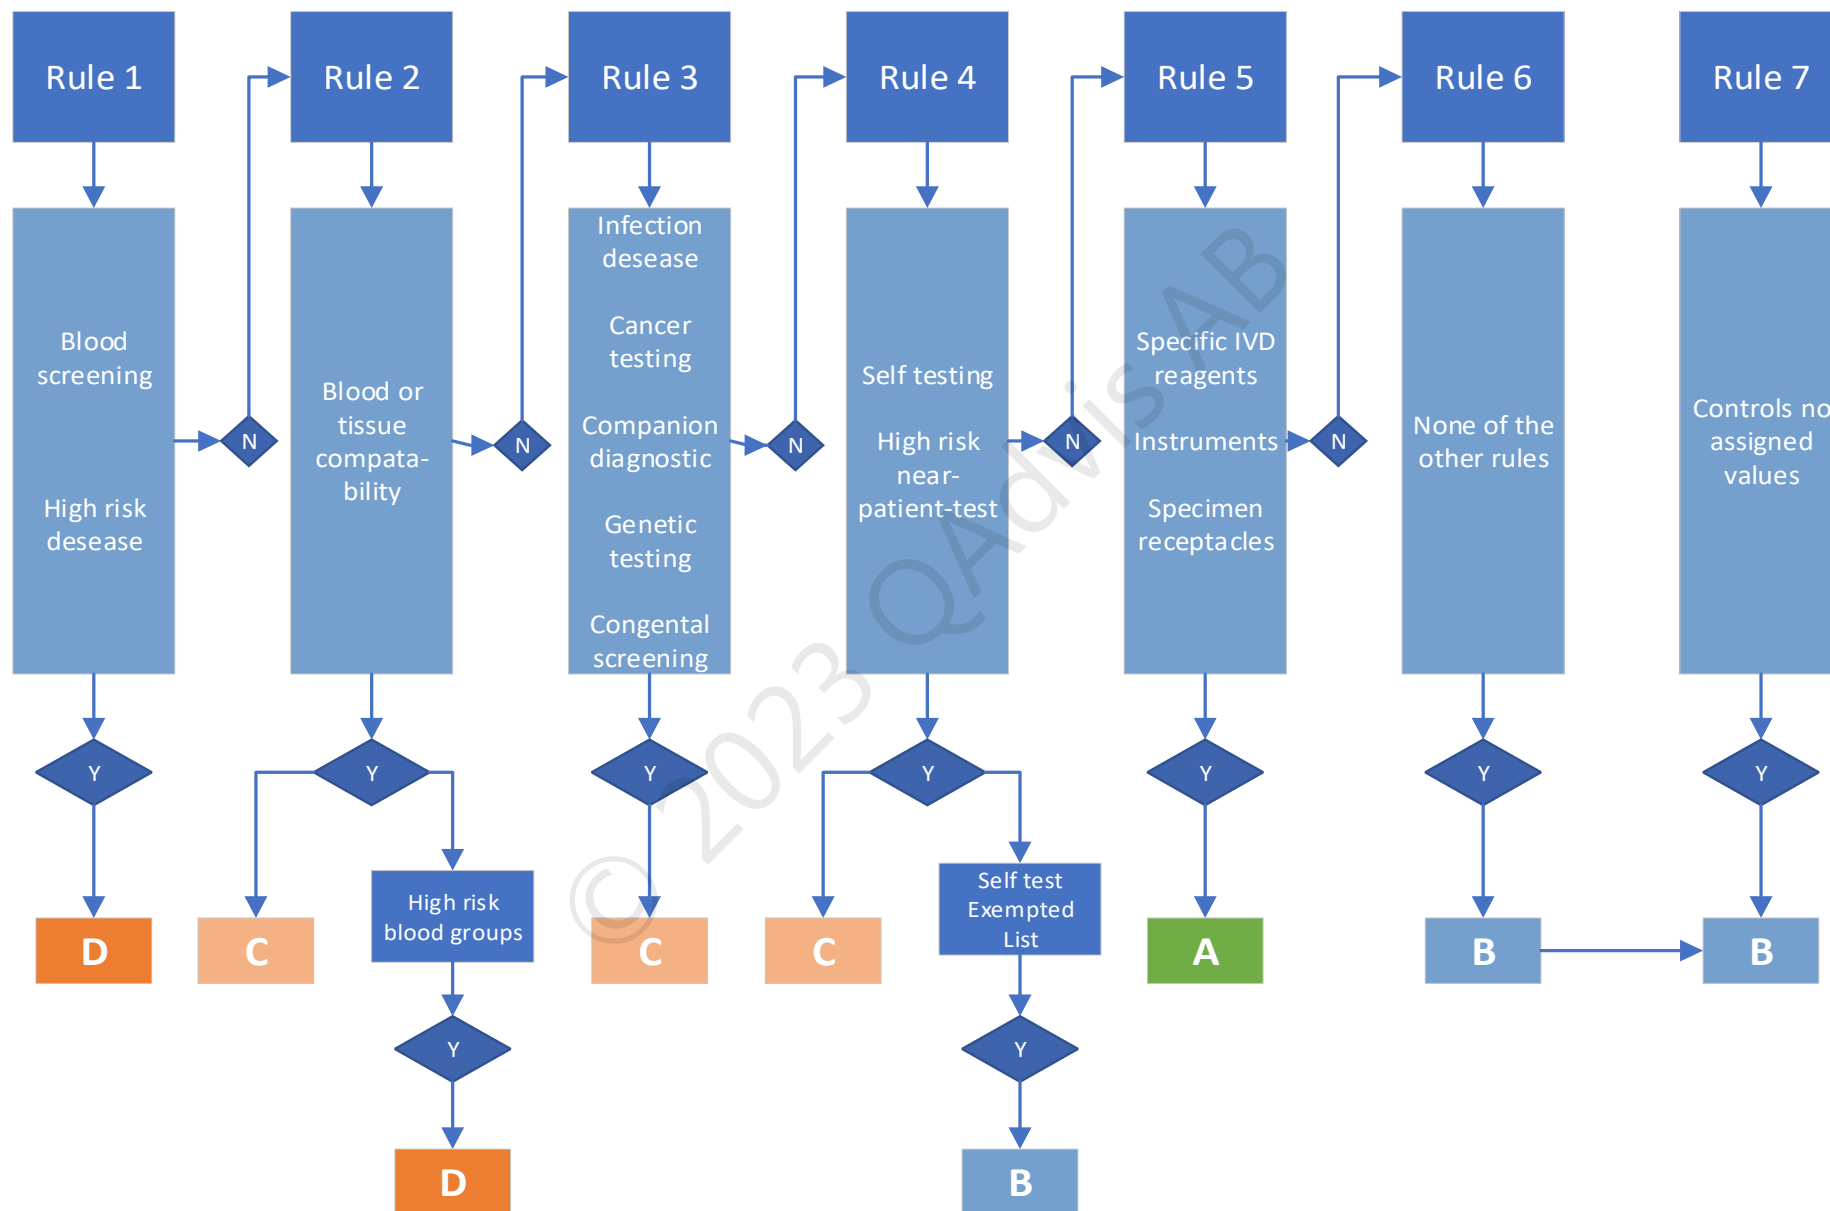 Rule 1
Rule 2
Rule 3
Rule 4
Rule 5
Rule 6
Rule 7
Blood
screening
High risk
desease
N
Blood or
tissue
compata-
bility
N
Infection
desease
Cancer
testing
Companion
diagnostic
Genetic
testing
Congental
screening
N
Self testing
High risk
near-
patient-test
N
Specific IVD
reagents
Instruments
Specimen
receptacles
N
None of the
other rules
Controls no
assigned
values
Y
Y
Y
Y
Y
Y
Y
D
C
High risk
blood groups
C
C
Self test
Exempted
List
A
B
B
Y
Y
D
B
© 2023 QAdvis AB